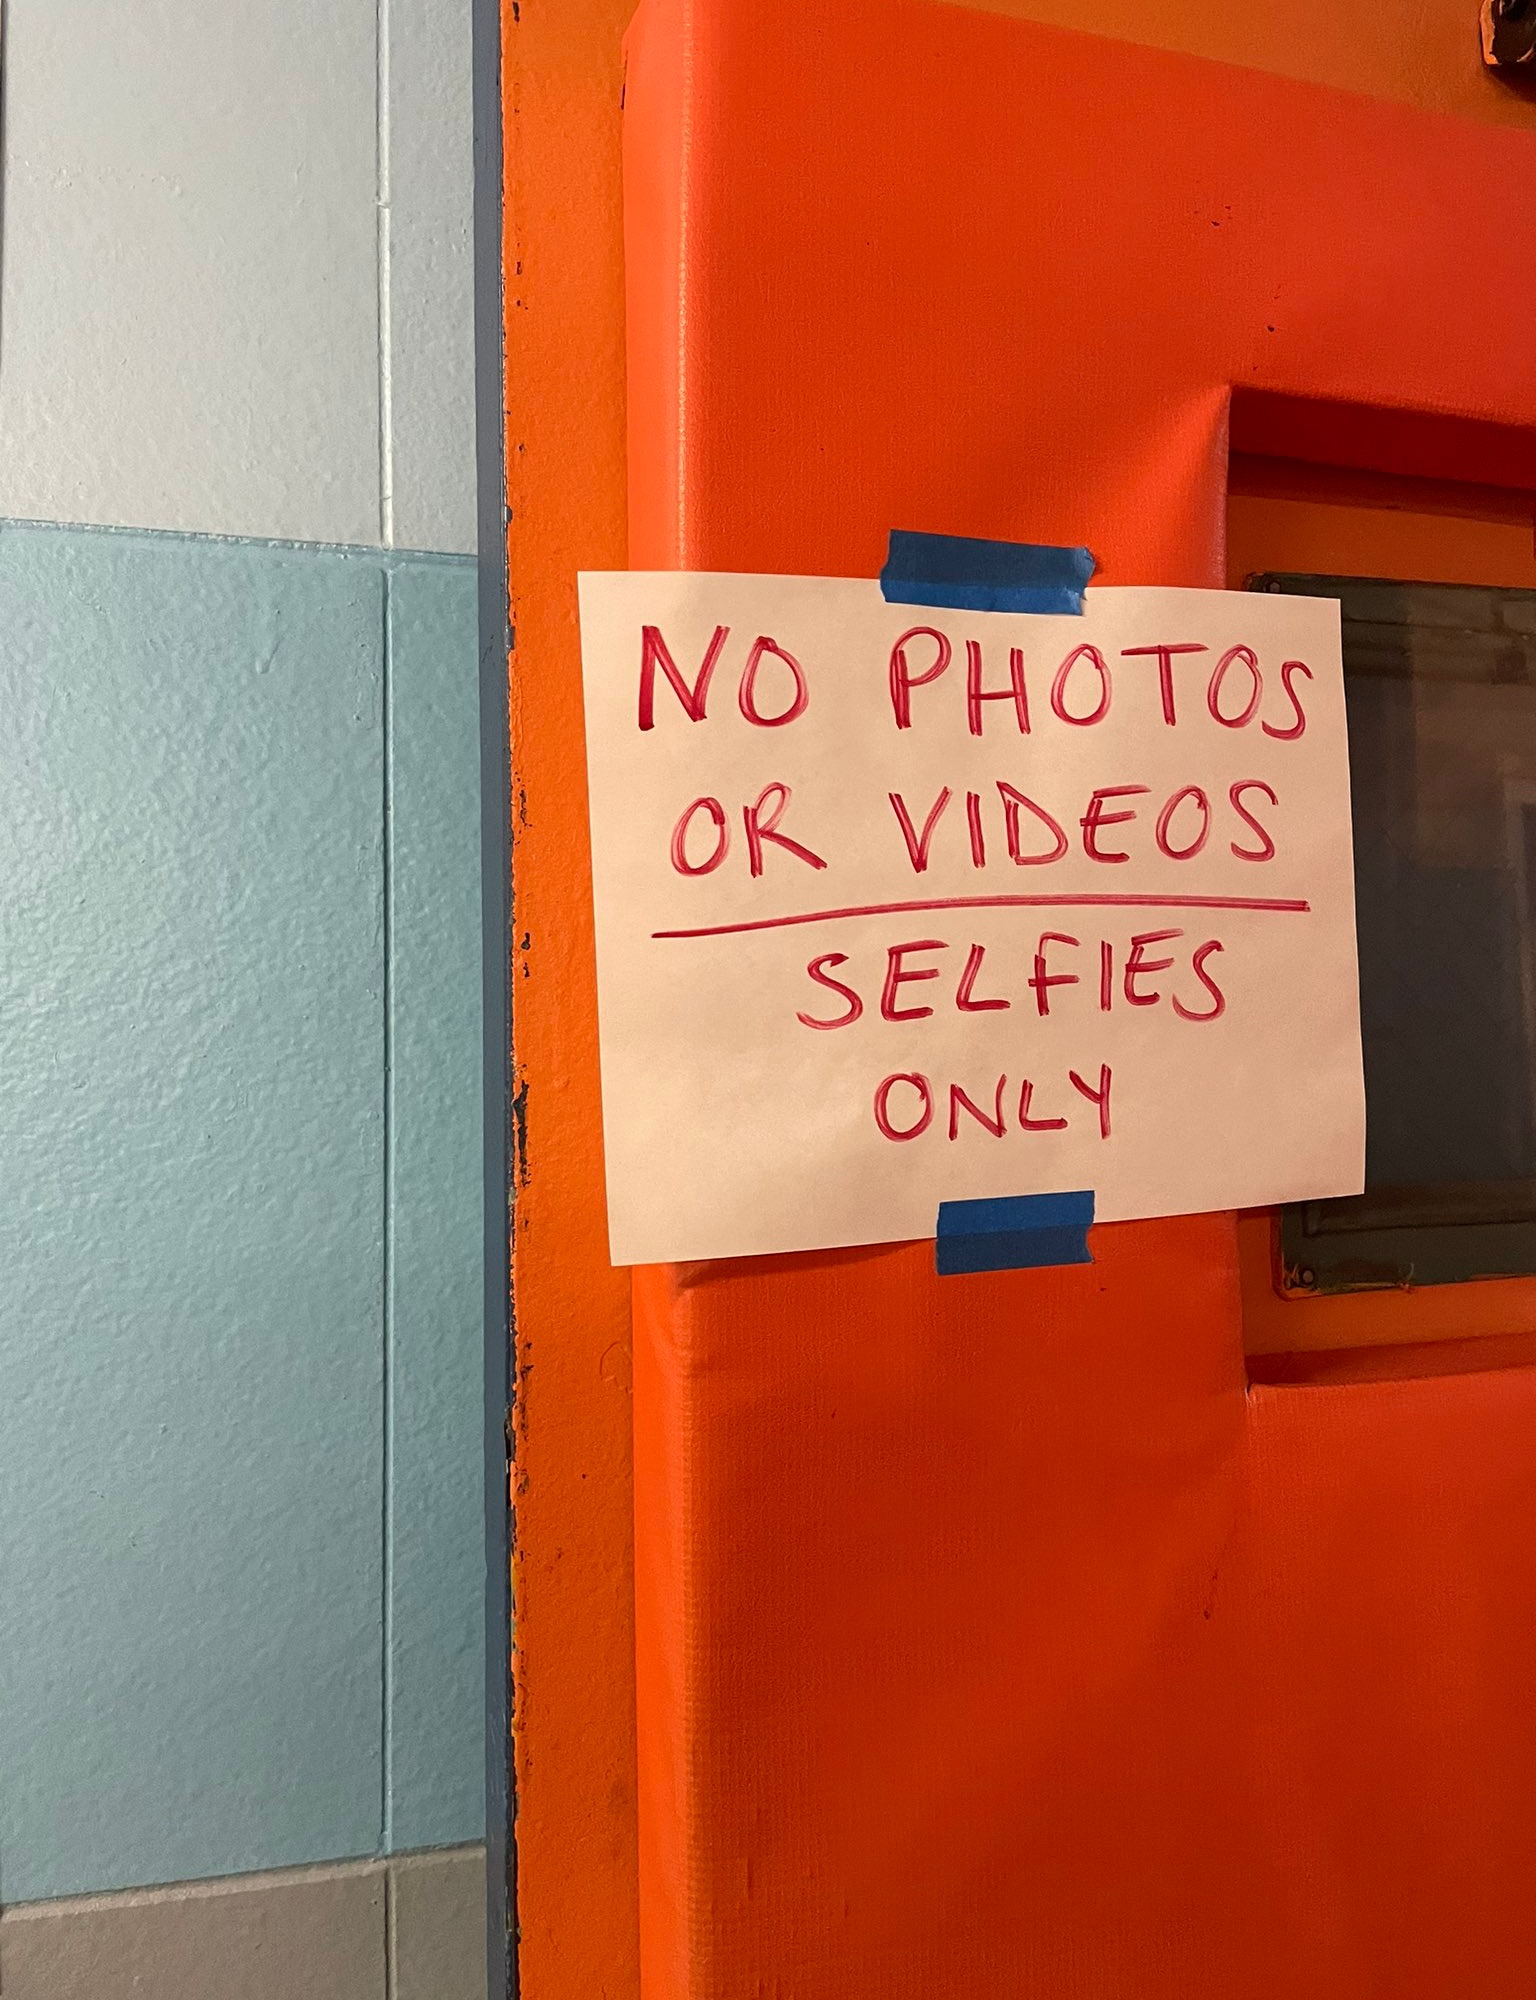 NO PHOTOS
OR VIDEOS
SELFIES
ONLY